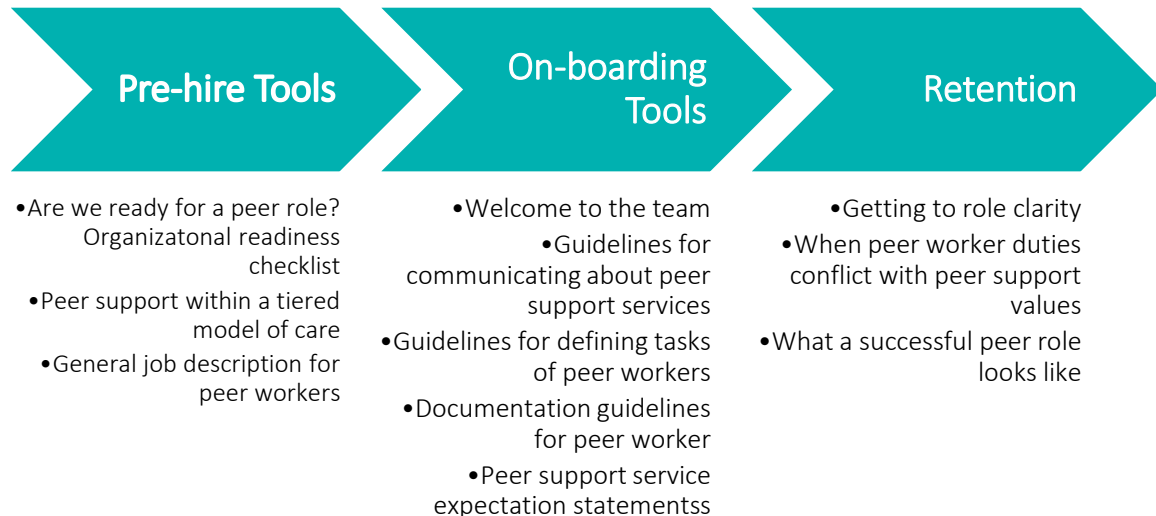 Pre-hire Tools
•Are we ready for a peer role?
Organizatonal readiness
checklist
•Peer support within a tiered
model of care
•General job description for
peer workers
On-boarding
Tools
•Welcome to the team
•Guidelines for
communicating about peer
support services
•Guidelines for defining tasks
of peer workers
•Documentation guidelines
for peer worker
•Peer support service
expectation statementss
Retention
•Getting to role clarity
•When peer worker duties
conflict with peer support
values
•What a successful peer role
looks like